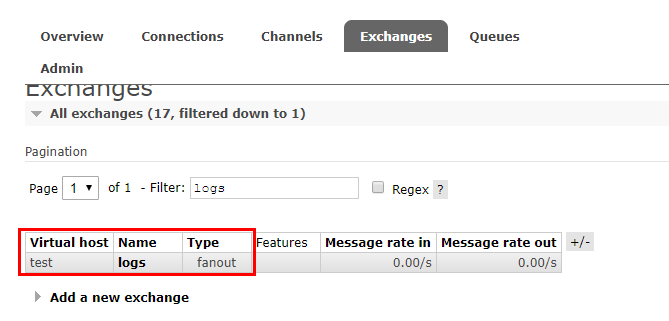 Overview Connections Channels Exchanges Queues
Admin
Exchanges
All exchanges (17, filtered down to 1)
Pagination
Page 1 of 1 - Filter: logs Regex ?
Virtual host Name Type Features Message rate in Message rate out +/-
test logs fanout 0.00/s 0.00/s
Add a new exchange